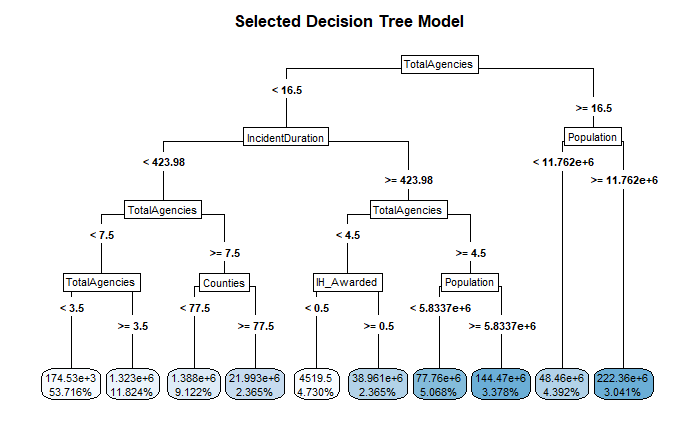 Selected Decision Tree Model
TotalAgencies
< 16.5
>= 16.5
IncidentDuration
Population
< 423.98
>= 423.98
< 11.762e+6
>= 11.762e+6
TotalAgencies
TotalAgencies
< 7.5
>= 7.5
< 4.5
>= 4.5
TotalAgencies
Counties
IH_Awarded
Population
< 3.5
>= 3.5
< 77.5
>= 77.5
< 0.5
>= 0.5
< 5.8337e+6
>= 5.8337e+6
174.53e+3
53.716%
1.323e+6
11.824%
1.388e+6
9.122%
21.993e+6
2.365%
4519.5
4.730%
38.961e+6
2.365%
77.76e+6
5.068%
144.47e+6
3.378%
48.46e+6
4.392%
222.36e+6
3.041%